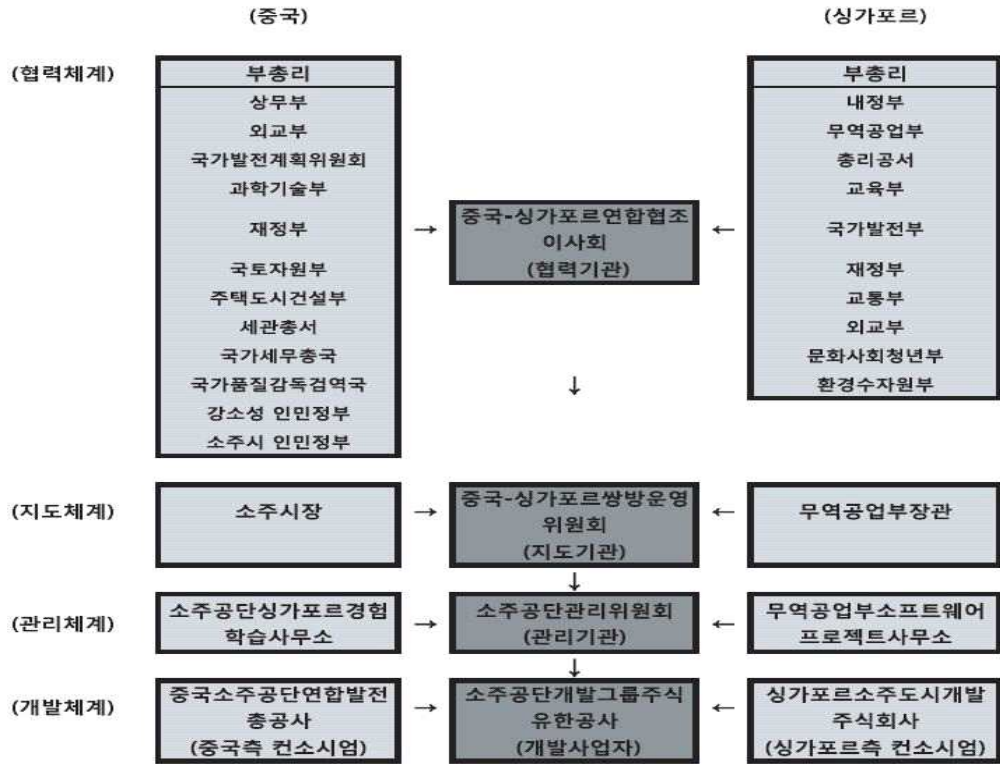 (중국) (싱가포르)
(협력체계) 부총리 부총리
상무부 내정부
외교부 무역공업부
국가발전계획위원회 총리공서
과학기술부 교육부
중국-싱가포르연합협조
재정부 → 이사회 ← 국가발전부
(협력기관)
국토자원부 재정부
주택도시건설부 교통부
세관총서 외교부
국가세무총국 문화사회청년부
국가품질감독검역국 ↓ 환경수자원부
강소성 인민정부
소주시 인민정부
(지도체계) 소주시장 → 중국-싱가포르쌍방운영 ← 무역공업부장관
위원회
(지도기관)
↓
소주공단싱가포르경험 소주공단관리위원회 무역공업부소프트웨어
(관리체계) → ←
학습사무소 (관리기관) 프로젝트사무소
↓
중국소주공단연합발전 소주공단개발그룹주식 싱가포르소주도시개발
(개발체계) 총공사 → 유한공사 ← 주식회사
(중국측 컨소시엄) (개발사업자) (싱가포르측 컨소시엄)